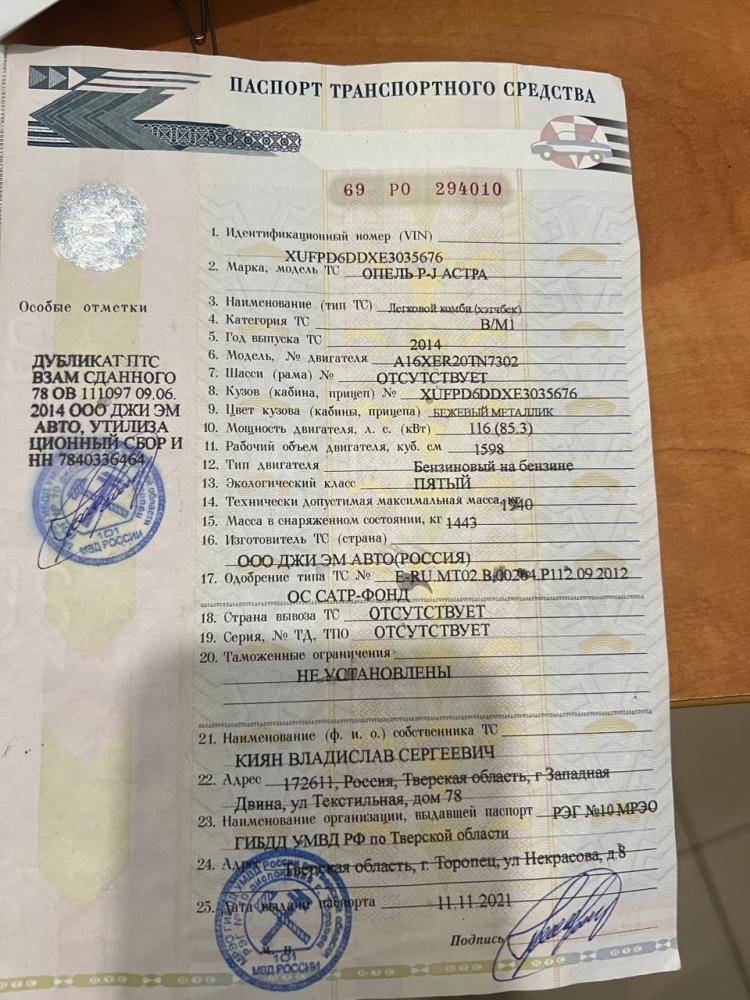 ПАСПОРТ ТРАНСПОРТНОГО СРЕДСТВА
69 РО 294010
1. Идентификационный номер (VIN)
XUFPD6DDXE3035676
2. Марка, модель ТС ОПЕЛЬ P-J АСТРА
3. Наименование (тип ТС) Легковой комби (хэтчбек)
4. Категория ТС B/M1
5. Год выпуска ТС 2014
6. Модель, № двигателя A16XER20TN7302
7. Шасси (рама) № ОТСУТСТВУЕТ
8. Кузов (кабина, прицеп) № XUFPD6DDXE3035676
9. Цвет кузова (кабины, прицепа) БЕЖЕВЫЙ МЕТАЛЛИК
10. Мощность двигателя, л. с. (кВт) 116 (85.3)
11. Рабочий объем двигателя, куб. см 1598
12. Тип двигателя Бензиновый на бензине
13. Экологический класс ПЯТЫЙ
14. Технически допустимая максимальная масса, кг 1940
15. Масса в снаряженном состоянии, кг 1443
16. Изготовитель ТС (страна)
ООО ДЖИ ЭМ АВТО(РОССИЯ)
17. Одобрение типа ТС № E-RU.MT02.B.00264.P1 12.09.2012
ОС САТР-ФОНД
18. Страна вывоза ТС ОТСУТСТВУЕТ
19. Серия, № ТД, ТПО ОТСУТСТВУЕТ
20. Таможенные ограничения
НЕ УСТАНОВЛЕНЫ
21. Наименование (ф. и. о.) собственника ТС
КИЯН ВЛАДИСЛАВ СЕРГЕЕВИЧ
22. Адрес 172611, Россия, Тверская область, г Западная
Двина, ул Текстильная, дом 78
23. Наименование организации, выдавшей паспорт РЭГ №10 МРЭО
ГИБДД УМВД РФ по Тверской области
24. Адрес Тверская область, г. Торопец, ул Некрасова, д.8
25. Дата выдачи паспорта 11.11.2021
М. П.
Подпись
Особые отметки
ДУБЛИКАТ ПТС
ВЗАМ СДАННОГО
78 ОВ 111097 09.06.
2014 ООО ДЖИ ЭМ
АВТО, УТИЛИЗА
ЦИОННЫЙ СБОР И
НН 7840336464
101
МВД РОССИИ
101
МВД РОССИИ